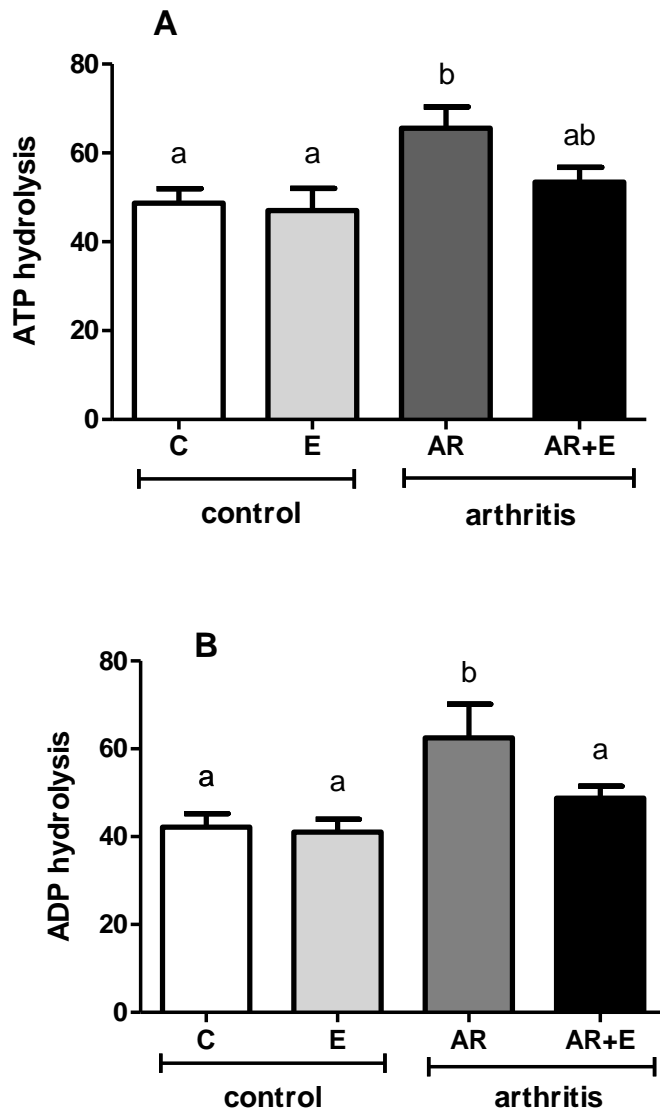 A
ATP hydrolysis
80
60
40
20
0
a
a
b
ab
C
E
AR
AR+E
control
arthritis
B
ADP hydrolysis
80
60
40
20
0
a
a
b
a
C
E
AR
AR+E
control
arthritis